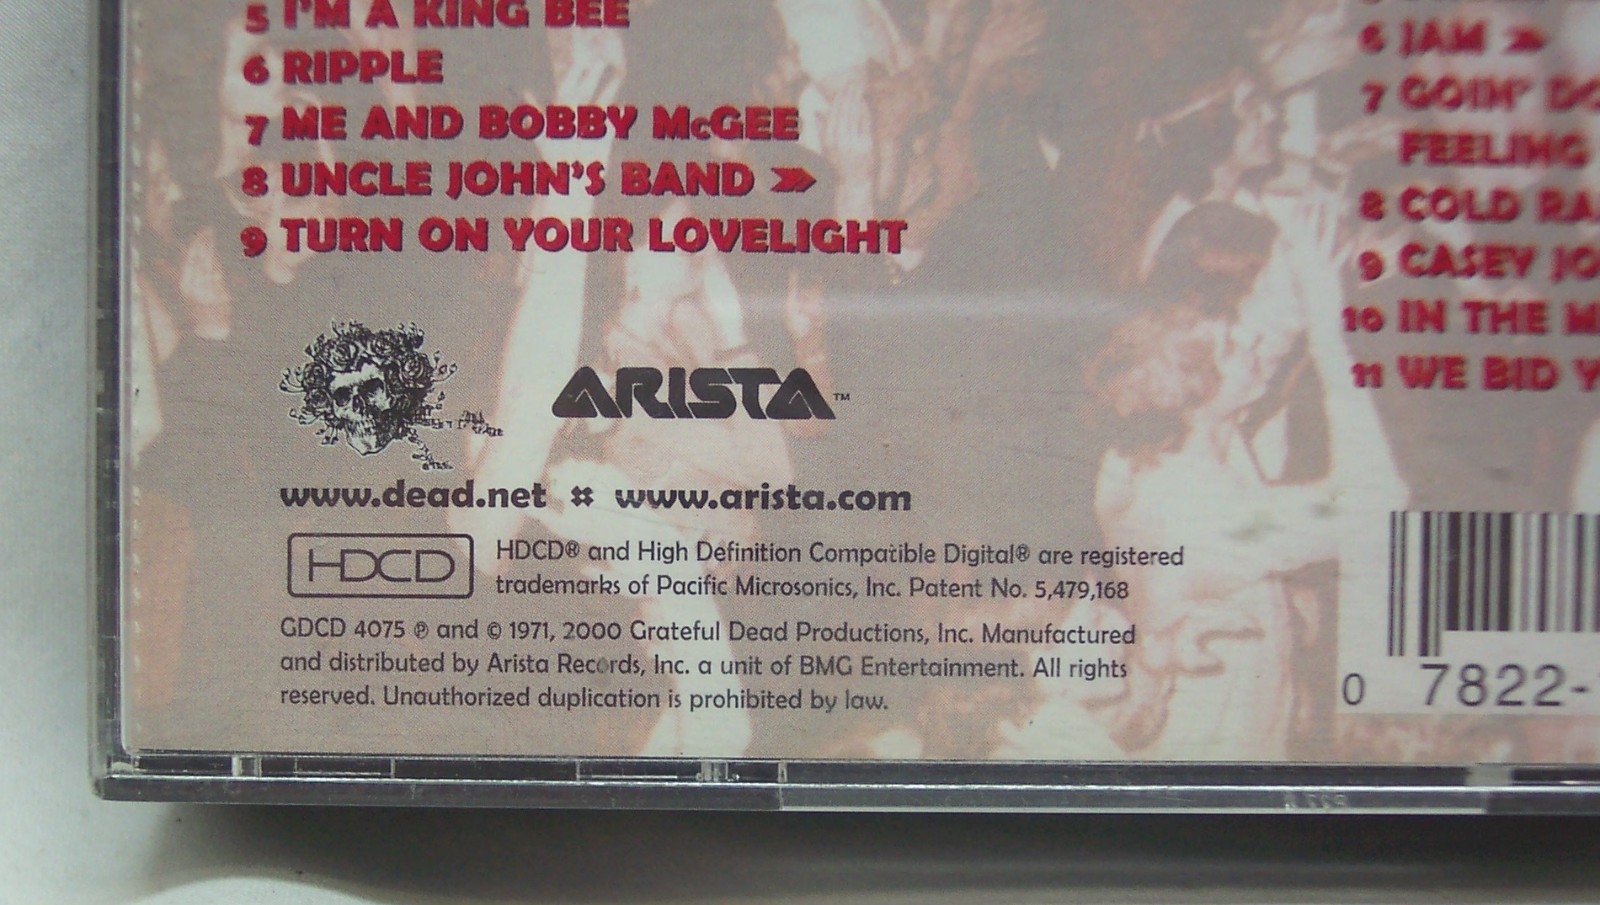 5 I'M A KING BEE
6 RIPPLE
7 ME AND BOBBY McGEE
8 UNCLE JOHN'S BAND »
9 TURN ON YOUR LOVELIGHT
6 JAM »
7 GOIN'
FEELING
8 COLD
9 CASEY
10 IN THE
11 WE BID
ARISTA™
www.dead.net ⌘ www.arista.com
HDCD
HDCD® and High Definition Compatible Digital® are registered
trademarks of Pacific Microsonics, Inc. Patent No. 5,479,168
GDCD 4075 ℗ and © 1971, 2000 Grateful Dead Productions, Inc. Manufactured
and distributed by Arista Records, Inc. a unit of BMG Entertainment. All rights
reserved. Unauthorized duplication is prohibited by law.
0 7822-